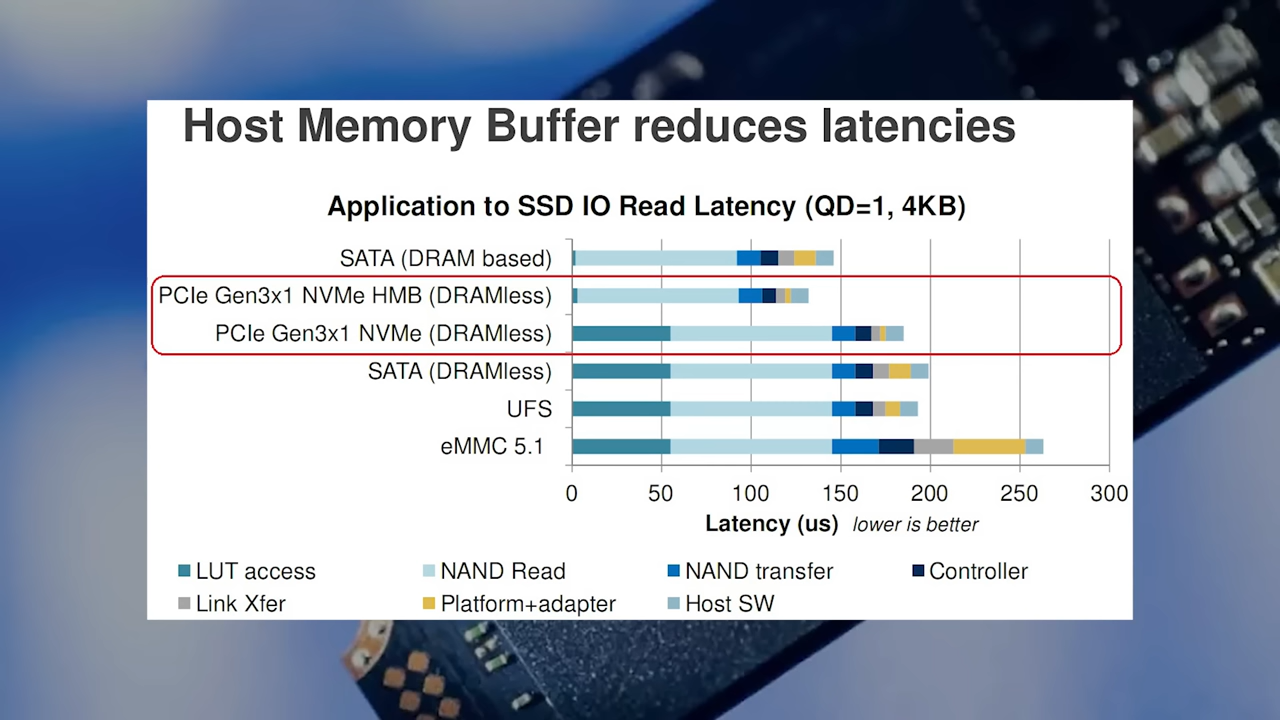 Host Memory Buffer reduces latencies
Application to SSD IO Read Latency (QD=1, 4KB)
SATA (DRAM based)
PCIe Gen3x1 NVMe HMB (DRAMless)
PCIe Gen3x1 NVMe (DRAMless)
SATA (DRAMless)
UFS
eMMC 5.1
0 50 100 150 200 250 300
Latency (us) lower is better
LUT access NAND Read NAND transfer Controller
Link Xfer Platform+adapter Host SW